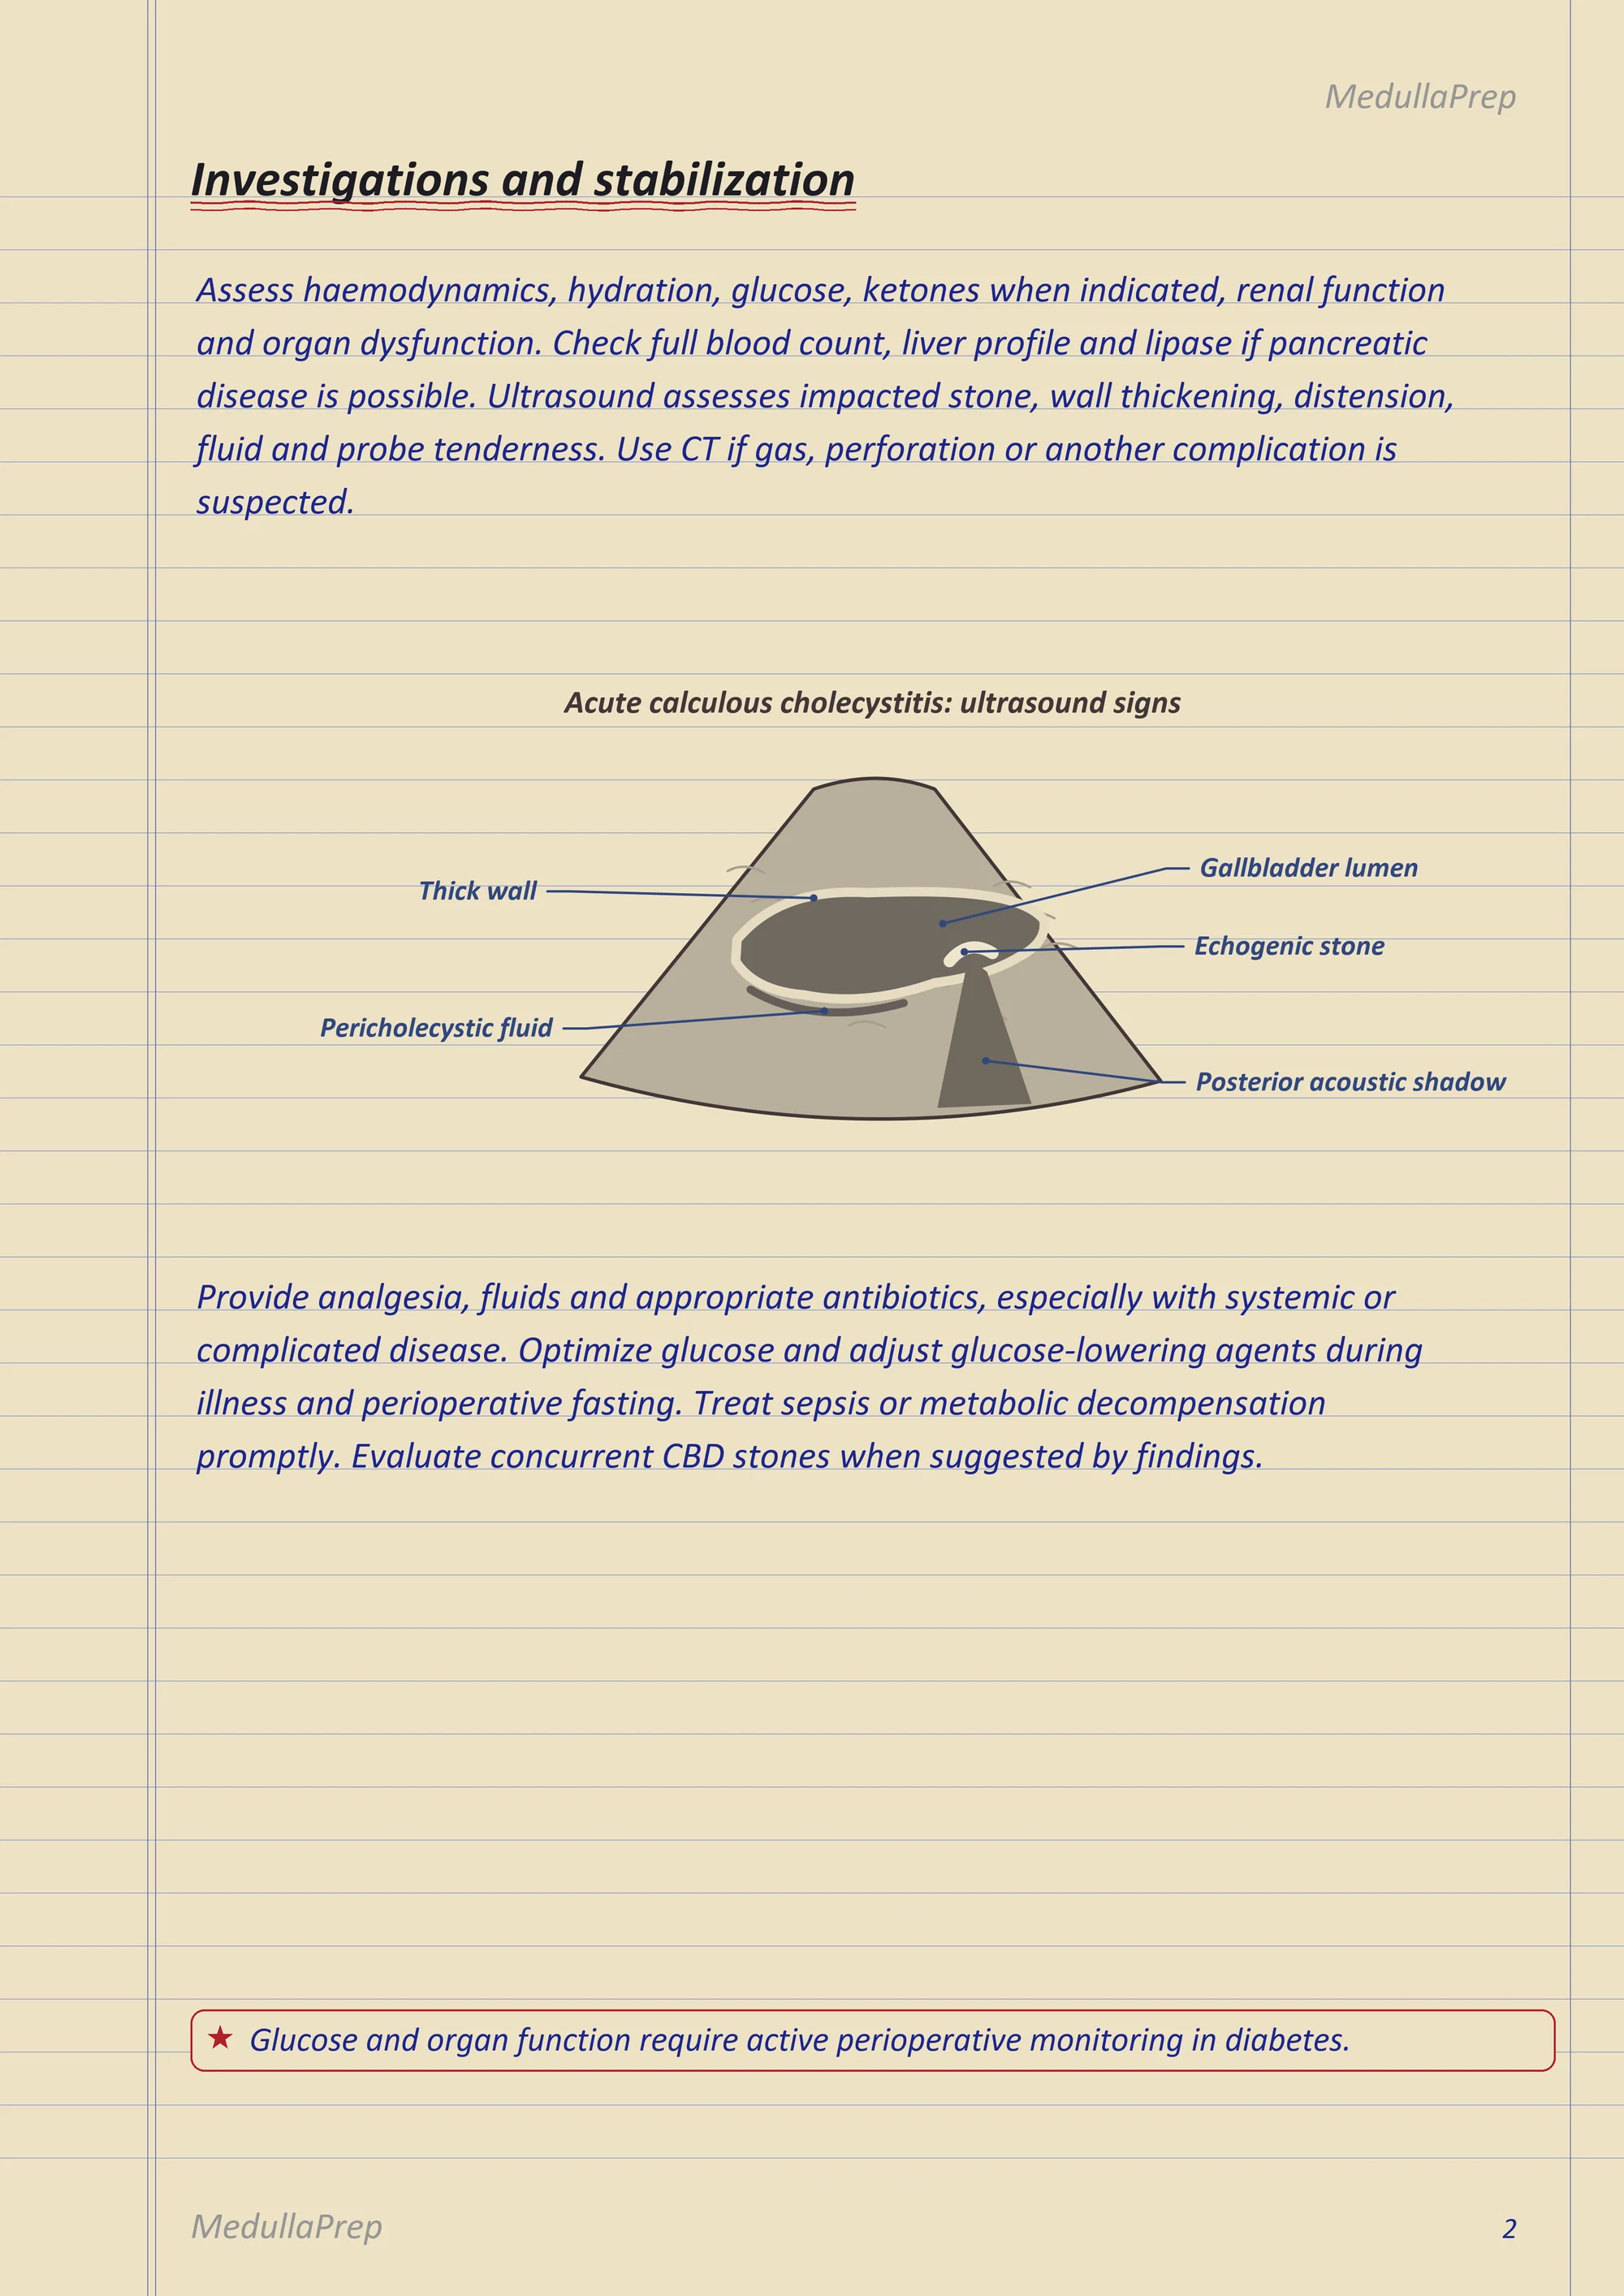 MedullaPrep
Investigations and stabilization
Assess haemodynamics, hydration, glucose, ketones when indicated, renal function
and organ dysfunction. Check full blood count, liver profile and lipase if pancreatic
disease is possible. Ultrasound assesses impacted stone, wall thickening, distension,
fluid and probe tenderness. Use CT if gas, perforation or another complication is
suspected.
Acute calculous cholecystitis: ultrasound signs
Gallbladder lumen
Thick wall
Echogenic stone
Pericholecystic fluid
Posterior acoustic shadow
Provide analgesia, fluids and appropriate antibiotics, especially with systemic or
complicated disease. Optimize glucose and adjust glucose-lowering agents during
illness and perioperative fasting. Treat sepsis or metabolic decompensation
promptly. Evaluate concurrent CBD stones when suggested by findings.
★ Glucose and organ function require active perioperative monitoring in diabetes.
MedullaPrep
2